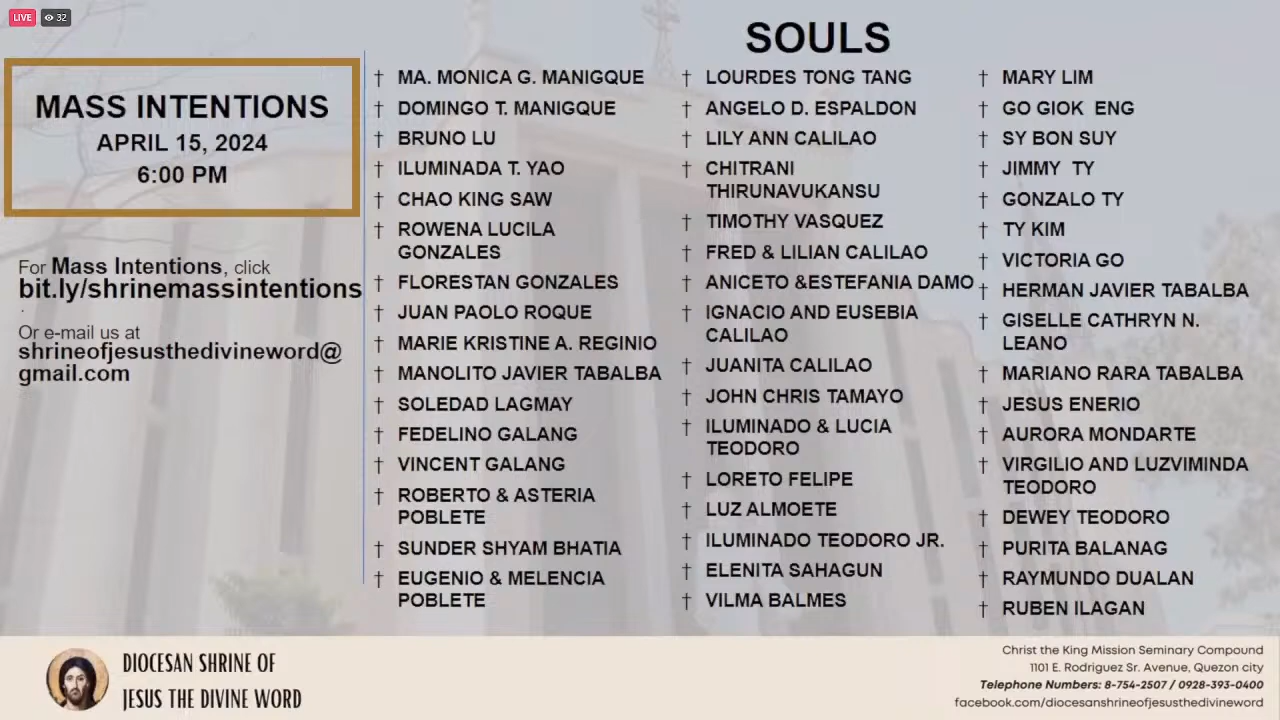 LIVE 32
SOULS
MASS INTENTIONS
APRIL 15, 2024
6:00 PM
For Mass Intentions, click
bit.ly/shrinemassintentions
.
Or e-mail us at
shrineofjesusthedivineword@
gmail.com
† MA. MONICA G. MANIGQUE
† DOMINGO T. MANIGQUE
† BRUNO LU
† ILUMINADA T. YAO
† CHAO KING SAW
† ROWENA LUCILA
GONZALES
† FLORESTAN GONZALES
† JUAN PAOLO ROQUE
† MARIE KRISTINE A. REGINIO
† MANOLITO JAVIER TABALBA
† SOLEDAD LAGMAY
† FEDELINO GALANG
† VINCENT GALANG
† ROBERTO & ASTERIA
POBLETE
† SUNDER SHYAM BHATIA
† EUGENIO & MELENCIA
POBLETE
† LOURDES TONG TANG
† ANGELO D. ESPALDON
† LILY ANN CALILAO
† CHITRANI
THIRUNAVUKANSU
† TIMOTHY VASQUEZ
† FRED & LILIAN CALILAO
† ANICETO &ESTEFANIA DAMO
† IGNACIO AND EUSEBIA
CALILAO
† JUANITA CALILAO
† JOHN CHRIS TAMAYO
† ILUMINADO & LUCIA
TEODORO
† LORETO FELIPE
† LUZ ALMOETE
† ILUMINADO TEODORO JR.
† ELENITA SAHAGUN
† VILMA BALMES
† MARY LIM
† GO GIOK ENG
† SY BON SUY
† JIMMY TY
† GONZALO TY
† TY KIM
† VICTORIA GO
† HERMAN JAVIER TABALBA
† GISELLE CATHRYN N.
LEANO
† MARIANO RARA TABALBA
† JESUS ENERIO
† AURORA MONDARTE
† VIRGILIO AND LUZVIMINDA
TEODORO
† DEWEY TEODORO
† PURITA BALANAG
† RAYMUNDO DUALAN
† RUBEN ILAGAN
DIOCESAN SHRINE OF
JESUS THE DIVINE WORD
Christ the King Mission Seminary Compound
1101 E. Rodriguez Sr. Avenue, Quezon city
Telephone Numbers: 8-754-2507 / 0928-393-0400
facebook.com/diocesanshrineofjesusthedivineword